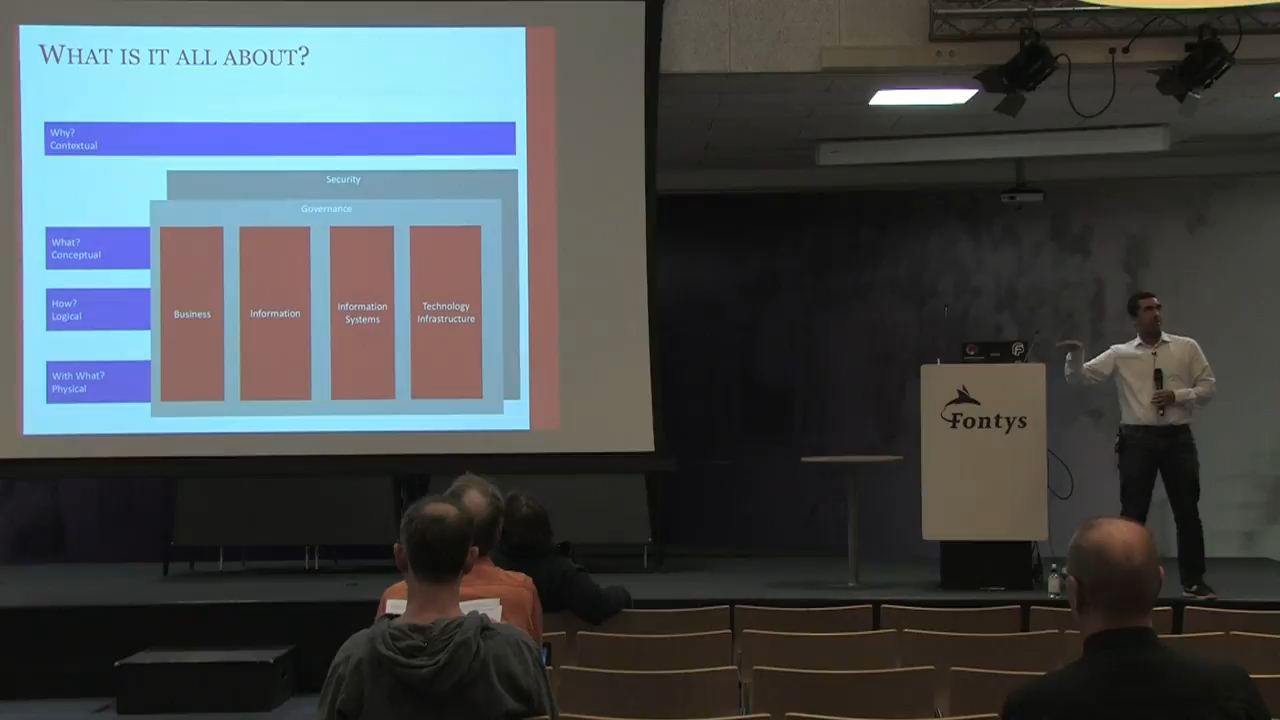 WHAT IS IT ALL ABOUT?
Why?
Contextual
Security
Governance
What?
Conceptual
How?
Logical
With What?
Physical
Business
Information
Information
Systems
Technology
Infrastructure
Fontys